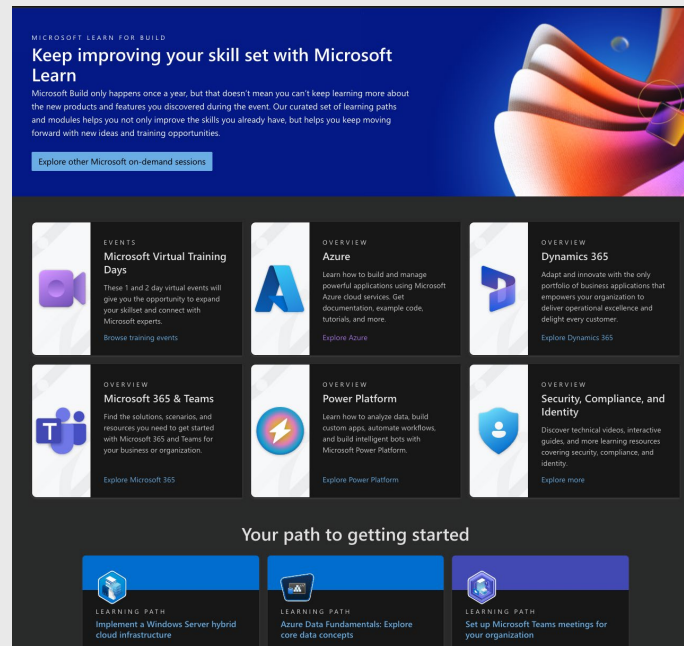 MICROSOFT LEARN FOR BUILD
Keep improving your skill set with Microsoft
Learn
Microsoft Build only happens once a year, but that doesn't mean you can't keep learning more about
the new products and features you discovered during the event. Our curated set of learning paths
and modules helps you not only improve the skills you already have, but helps you keep moving
forward with new ideas and training opportunities.
Explore other Microsoft on-demand sessions
EVENTS
Microsoft Virtual Training
Days
These 1 and 2 day virtual events will
give you the opportunity to expand
your skillset and connect with
Microsoft experts.
Browse training events
OVERVIEW
Azure
Learn how to build and manage
powerful applications using Microsoft
Azure cloud services. Get
documentation, example code,
tutorials, and more.
Explore Azure
OVERVIEW
Dynamics 365
Adapt and innovate with the only
portfolio of business applications that
empowers your organization to
deliver operational excellence and
delight every customer.
Explore Dynamics 365
T
OVERVIEW
Microsoft 365 & Teams
Find the solutions, scenarios, and
resources you need to get started
with Microsoft 365 and Teams for
your business or organization.
Explore Microsoft 365
OVERVIEW
Power Platform
Learn how to analyze data, build
custom apps, automate workflows,
and build intelligent bots with
Microsoft Power Platform.
Explore Power Platform
OVERVIEW
Security, Compliance, and
Identity
Discover technical videos, interactive
guides, and more learning resources
covering security, compliance, and
identity.
Explore more
Your path to getting started
LEARNING PATH
Implement a Windows Server hybrid
cloud infrastructure
LEARNING PATH
Azure Data Fundamentals: Explore
core data concepts
LEARNING PATH
Set up Microsoft Teams meetings for
your organization